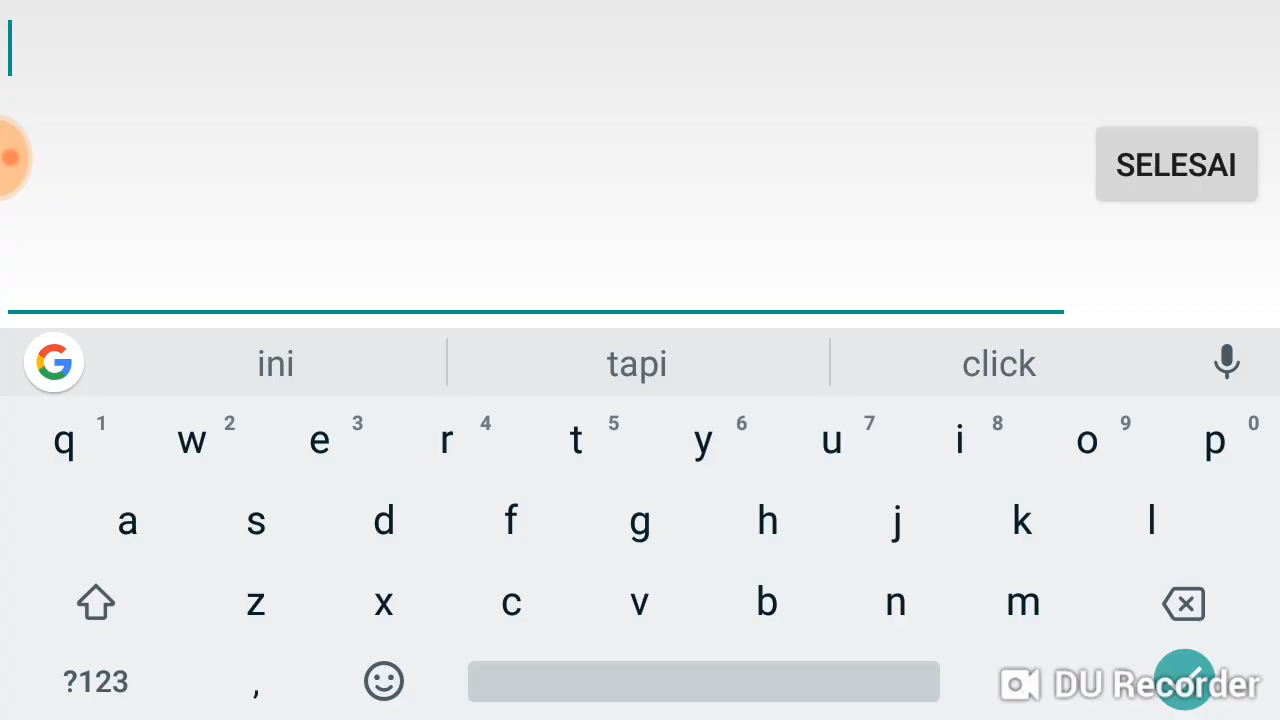 SELESAI
ini tapi click
q 1 w 2 e 3 r 4 t 5 y 6 u 7 i 8 o 9 p 0
a s d f g h j k l
z x c v b n m
?123 , DU Recorder